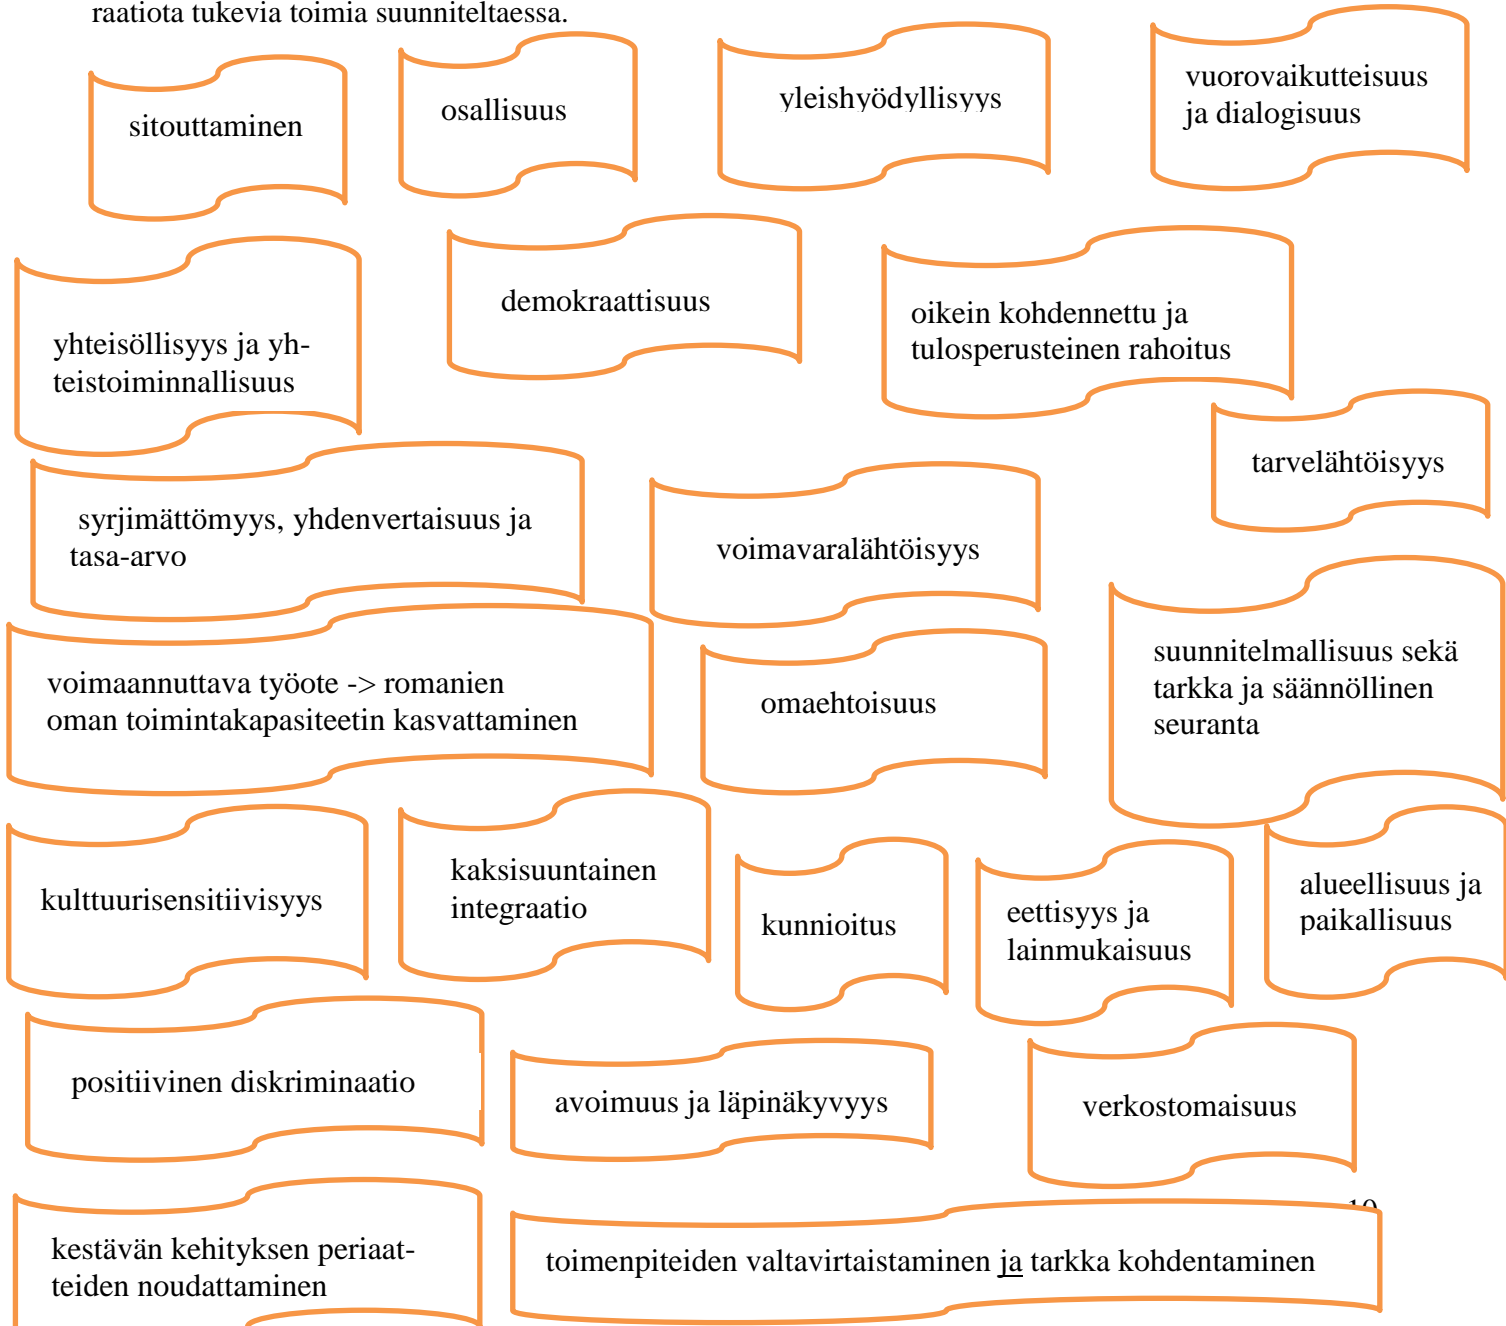 raatiota tukevia toimia suunniteltaessa.
sitouttaminen
osallisuus
yleishyödyllisyys
vuorovaikutteisuus
ja dialogisuus
yhteisöllisyys ja yh-
teistoiminnallisuus
demokraattisuus
oikein kohdennettu ja
tulosperusteinen rahoitus
tarvelähtöisyys
syrjimättömyys, yhdenvertaisuus ja
tasa-arvo
voimavaralähtöisyys
voimaannuttava työote -> romanien
oman toimintakapasiteetin kasvattaminen
omaehtoisuus
suunnitelmallisuus sekä
tarkka ja säännöllinen
seuranta
kulttuurisensitiivisyys
kaksisuuntainen
integraatio
kunnioitus
eettisyys ja
lainmukaisuus
alueellisuus ja
paikallisuus
positiivinen diskriminaatio
avoimuus ja läpinäkyvyys
verkostomaisuus
kestävän kehityksen periaat-
teiden noudattaminen
toimenpiteiden valtavirtaistaminen ja tarkka kohdentaminen